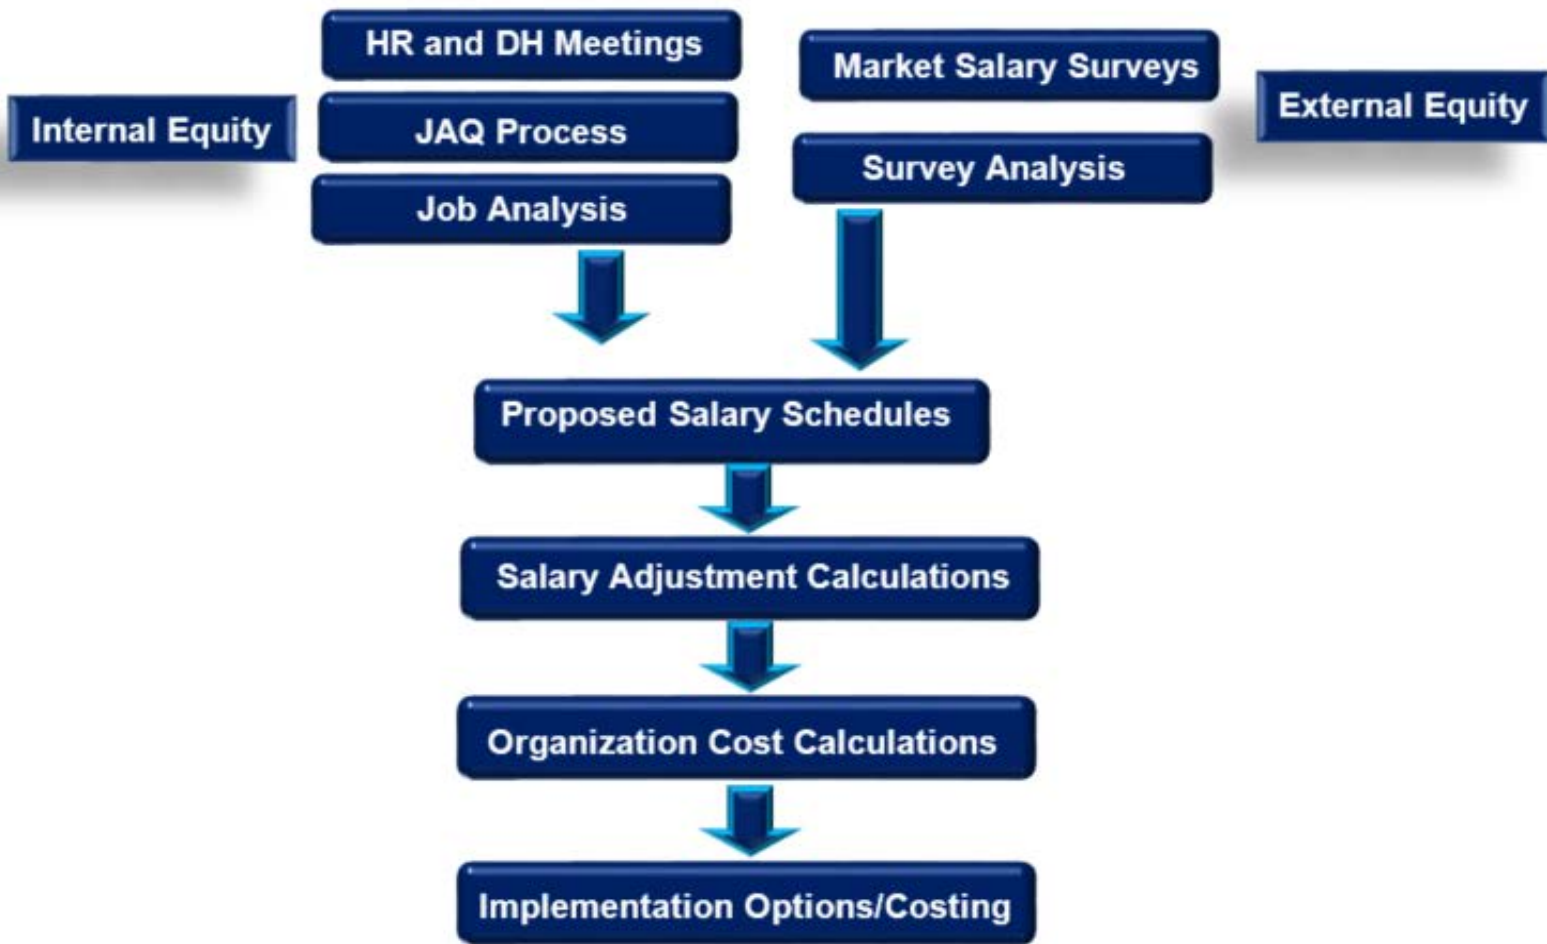 Internal Equity
HR and DH Meetings
JAQ Process
Job Analysis
Market Salary Surveys
Survey Analysis
External Equity
Proposed Salary Schedules
Salary Adjustment Calculations
Organization Cost Calculations
Implementation Options/Costing